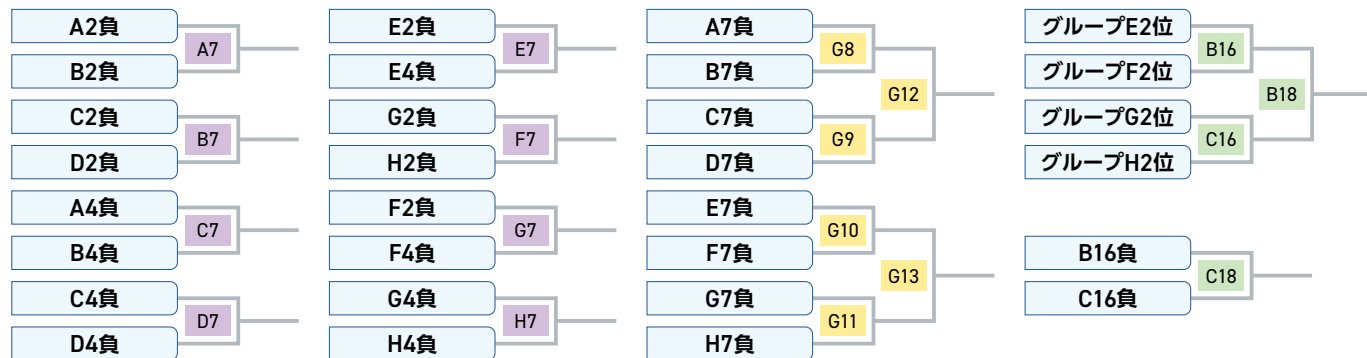 A2負
A7
B2負
C2負
B7
D2負
A4負
C7
B4負
C4負
D7
D4負
E2負
E7
E4負
G2負
F7
H2負
F2負
G7
F4負
G4負
H7
H4負
A7負
G8
B7負
G12
C7負
G9
D7負
E7負
G10
F7負
G13
G7負
G11
H7負
グループE2位
B16
グループF2位
B18
グループG2位
C16
グループH2位
B16負
C18
C16負